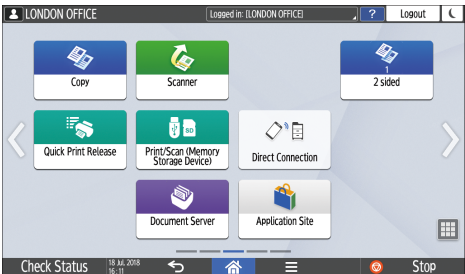 LONDON OFFICE
Logged in: [LONDON OFFICE]
?
Logout
Copy
Scanner
1
2 sided
SD
Quick Print Release
Print/Scan (Memory
Storage Device)
Direct Connection
Document Server
Application Site
Check Status
18 Jul. 2018
16:11
Stop